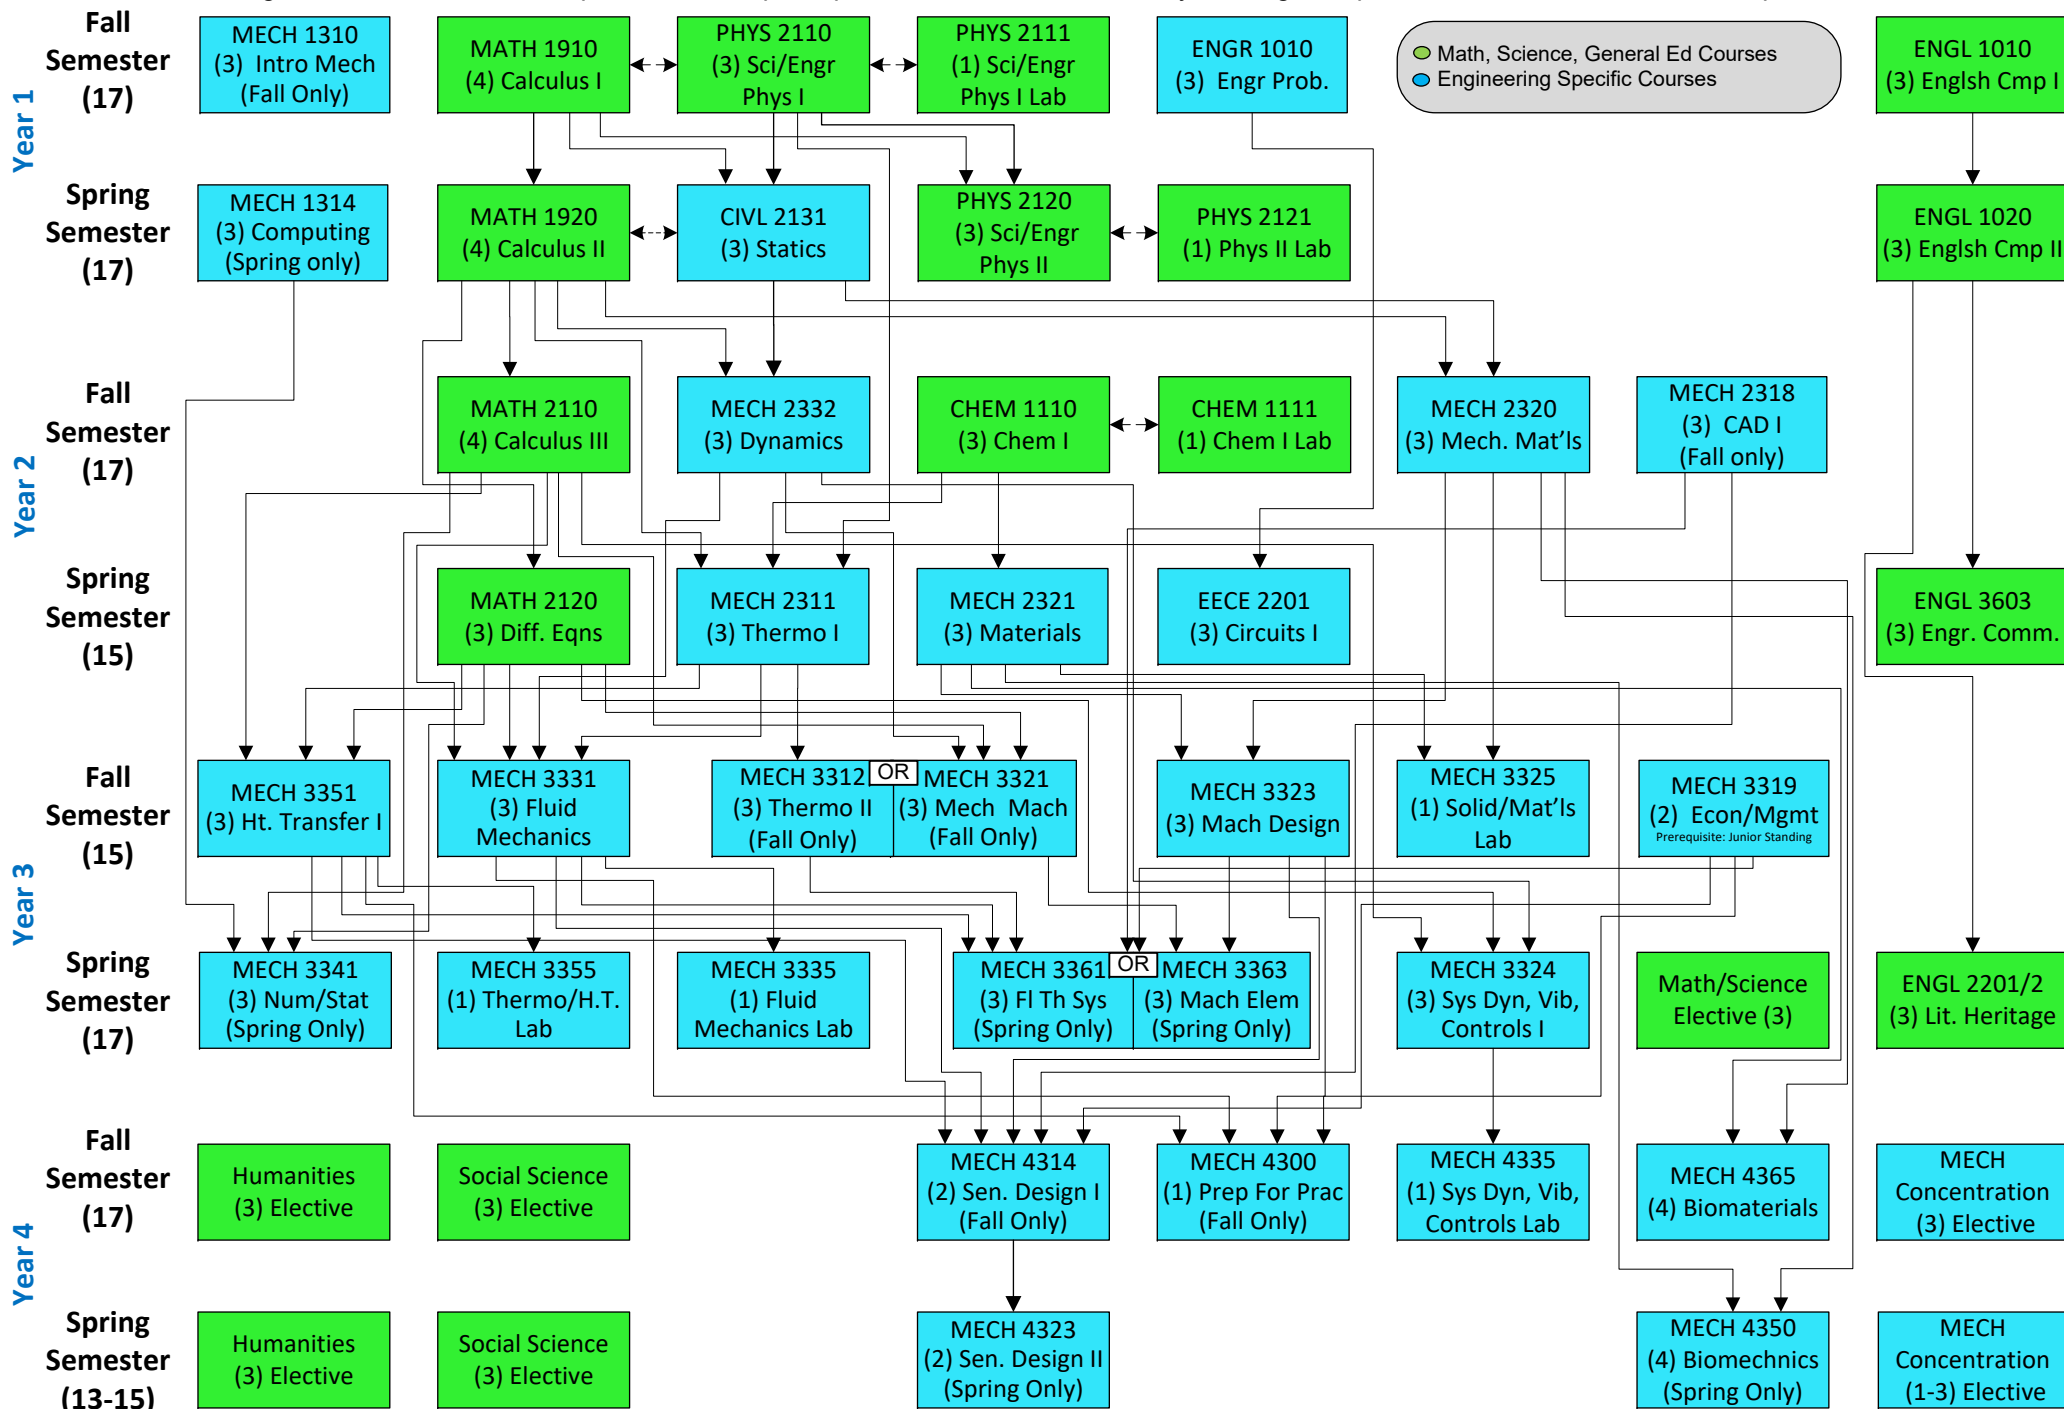 Year 1
Fall
Semester
(17)
MECH 1310
(3)  Intro Mech
(Fall Only)
MATH 1910
(4) Calculus I
PHYS 2110
(3) Sci/Engr
Phys I
PHYS 2111
(1) Sci/Engr
Phys I Lab
ENGR 1010
(3)  Engr Prob.
Math, Science, General Ed Courses
Engineering Specific Courses
ENGL 1010
(3) Englsh Cmp I
Spring
Semester
(17)
MECH 1314
(3) Computing
(Spring only)
MATH 1920
(4) Calculus II
CIVL 2131
(3) Statics
PHYS 2120
(3) Sci/Engr
Phys II
PHYS 2121
(1) Phys II Lab
ENGL 1020
(3) Englsh Cmp II
Year 2
Fall
Semester
(17)
MATH 2110
(4) Calculus III
MECH 2332
(3) Dynamics
CHEM 1110
(3) Chem I
CHEM 1111
(1) Chem I Lab
MECH 2320
(3) Mech. Mat'ls
MECH 2318
(3)  CAD I
(Fall only)
Spring
Semester
(15)
MATH 2120
(3) Diff. Eqns
MECH 2311
(3) Thermo I
MECH 2321
(3) Materials
EECE 2201
(3) Circuits I
ENGL 3603
(3) Engr. Comm.
Year 3
Fall
Semester
(15)
MECH 3351
(3) Ht. Transfer I
MECH 3331
(3) Fluid
Mechanics
MECH 3312
(3) Thermo II
(Fall Only)
OR
MECH 3321
(3) Mech  Mach
(Fall Only)
MECH 3323
(3) Mach Design
MECH 3325
(1) Solid/Mat'ls
Lab
MECH 3319
(2)  Econ/Mgmt
Prerequisite: Junior Standing
Spring
Semester
(17)
MECH 3341
(3) Num/Stat
(Spring Only)
MECH 3355
(1) Thermo/H.T.
Lab
MECH 3335
(1) Fluid
Mechanics Lab
MECH 3361
(3) Fl Th Sys
(Spring Only)
OR
MECH 3363
(3) Mach Elem
(Spring Only)
MECH 3324
(3) Sys Dyn, Vib,
Controls I
Math/Science
Elective (3)
ENGL 2201/2
(3) Lit. Heritage
Year 4
Fall
Semester
(17)
Humanities
(3) Elective
Social Science
(3) Elective
MECH 4314
(2) Sen. Design I
(Fall Only)
MECH 4300
(1) Prep For Prac
(Fall Only)
MECH 4335
(1) Sys Dyn, Vib,
Controls Lab
MECH 4365
(4) Biomaterials
MECH
Concentration
(3) Elective
Spring
Semester
(13-15)
Humanities
(3) Elective
Social Science
(3) Elective
MECH 4323
(2) Sen. Design II
(Spring Only)
MECH 4350
(4) Biomechnics
(Spring Only)
MECH
Concentration
(1-3) Elective